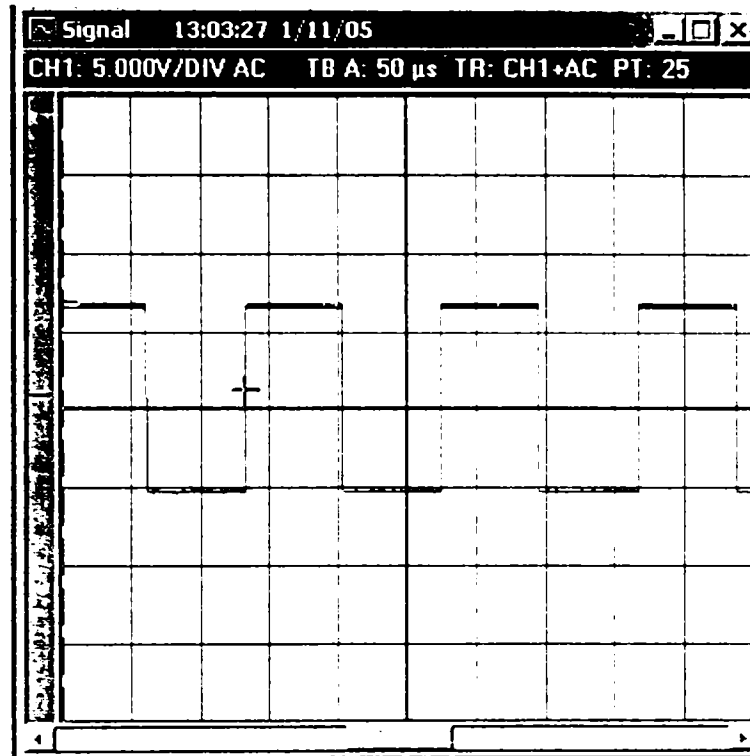 Signal 13:03:27 1/11/05
CH1: 5.000V/DIV AC TB A: 50 µs TR: CH1+AC PT: 25